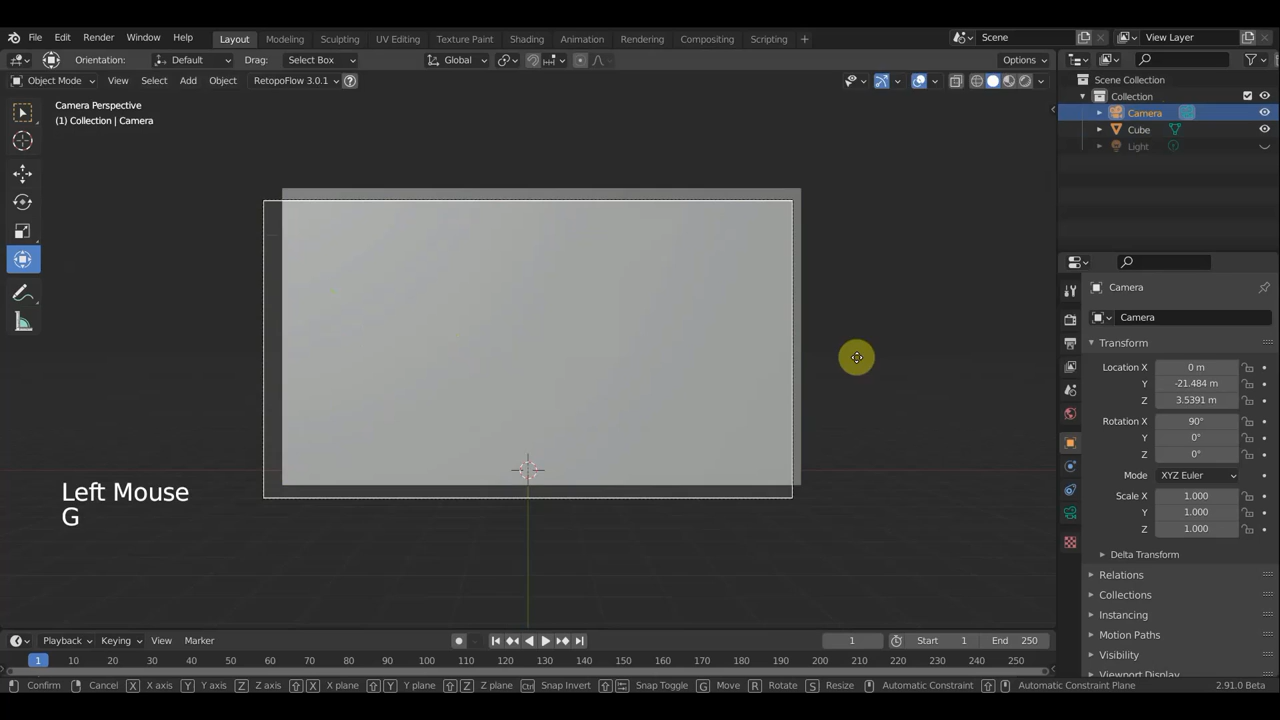 File Edit Render Window Help Layout Modeling Sculpting UV Editing Texture Paint Shading Animation Rendering Compositing Scripting + Scene View Layer
Orientation: Default Drag: Select Box Global Options
Object Mode View Select Add Object RetopoFlow 3.0.1
Camera Perspective
(1) Collection | Camera
Left Mouse
G
Scene Collection
Collection
Camera
Cube
Light
Camera
Camera
Transform
Location X 0 m
Y -21.484 m
Z 3.5391 m
Rotation X 90°
Y 0°
Z 0°
Mode XYZ Euler
Scale X 1.000
Y 1.000
Z 1.000
Delta Transform
Relations
Collections
Instancing
Motion Paths
Visibility
Viewport Display
Playback Keying View Marker 1 Start 1 End 250
1 10 20 30 40 50 60 70 80 90 100 110 120 130 140 150 160 170 180 190 200 210 220 230 240 250
Confirm Cancel X X axis Y Y axis Z Z axis X X plane Y Y plane Z Z plane Ctrl Snap Invert Snap Toggle G Move R Rotate S Resize Automatic Constraint Automatic Constraint Plane 2.91.0 Beta